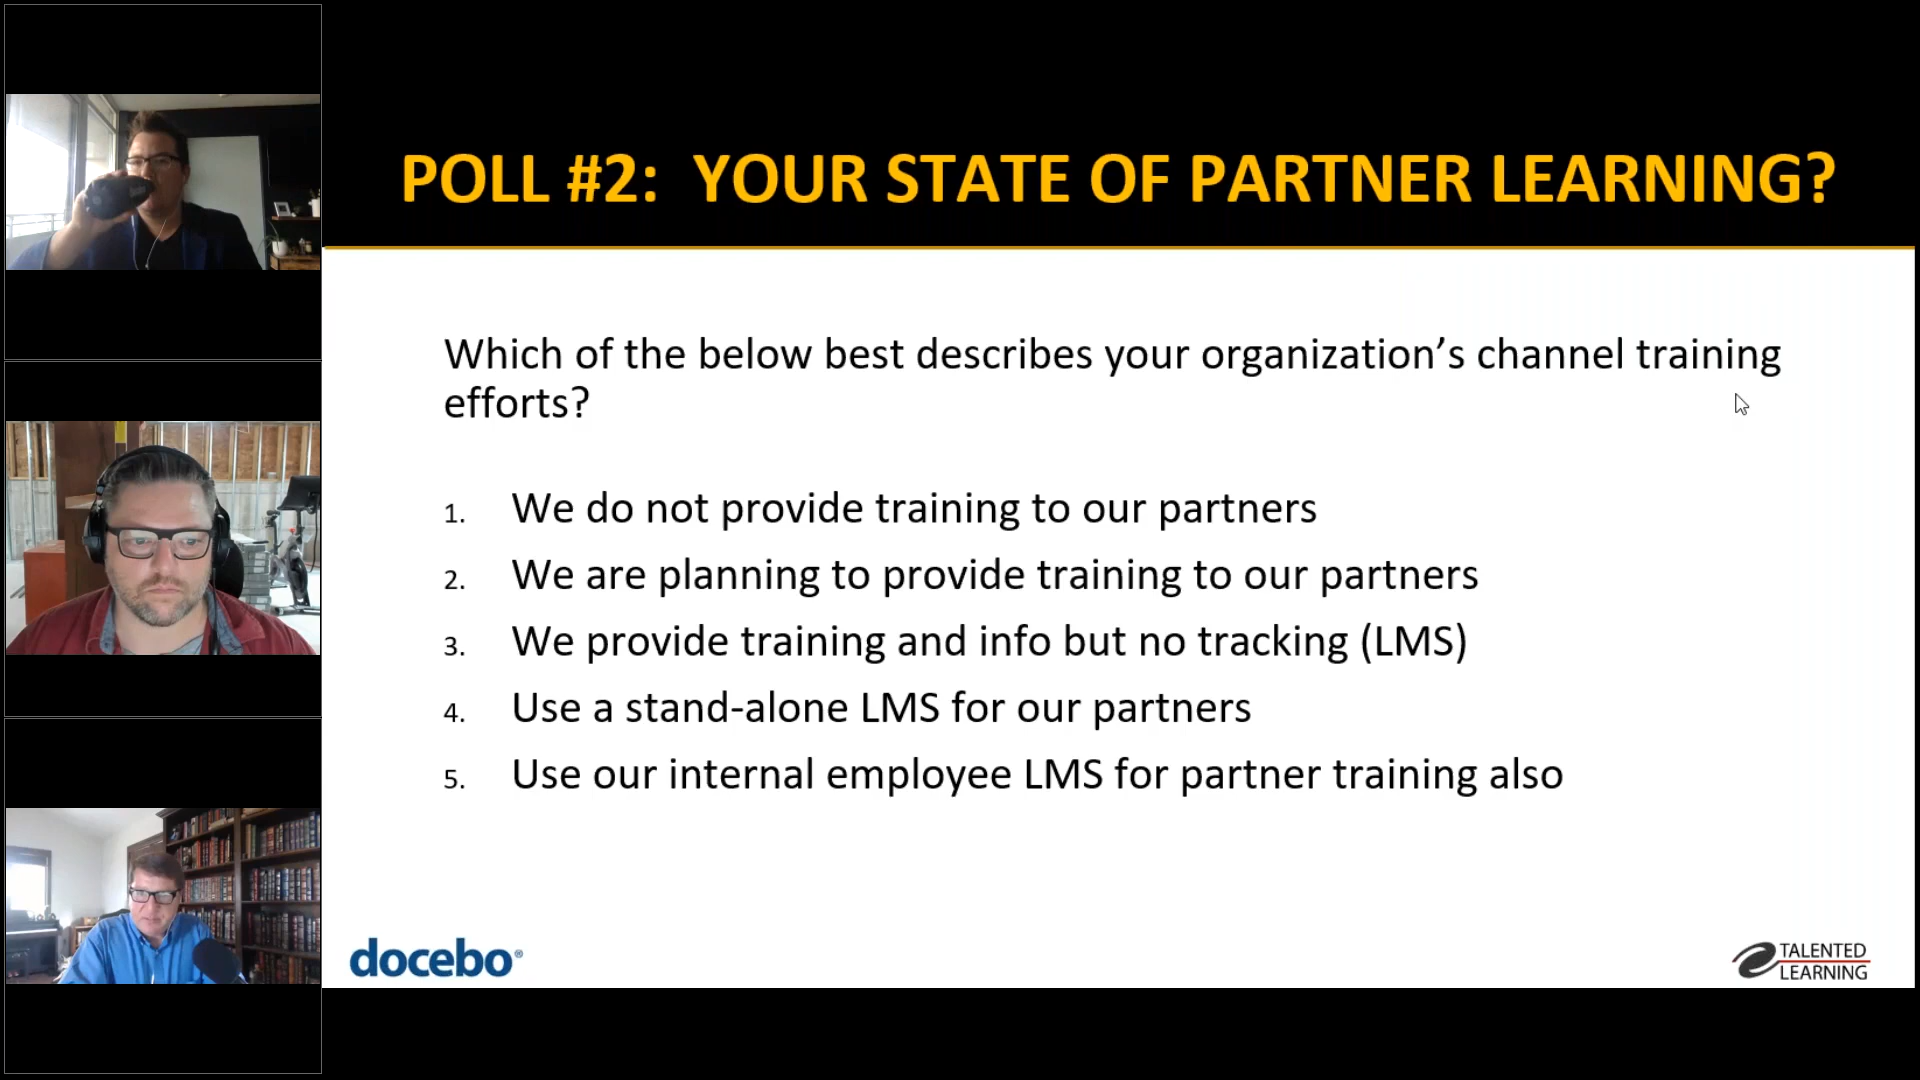 POLL #2: YOUR STATE OF PARTNER LEARNING?
Which of the below best describes your organization’s channel training
efforts?
1. We do not provide training to our partners
2. We are planning to provide training to our partners
3. We provide training and info but no tracking (LMS)
4. Use a stand-alone LMS for our partners
5. Use our internal employee LMS for partner training also
docebo®
TALENTED
LEARNING